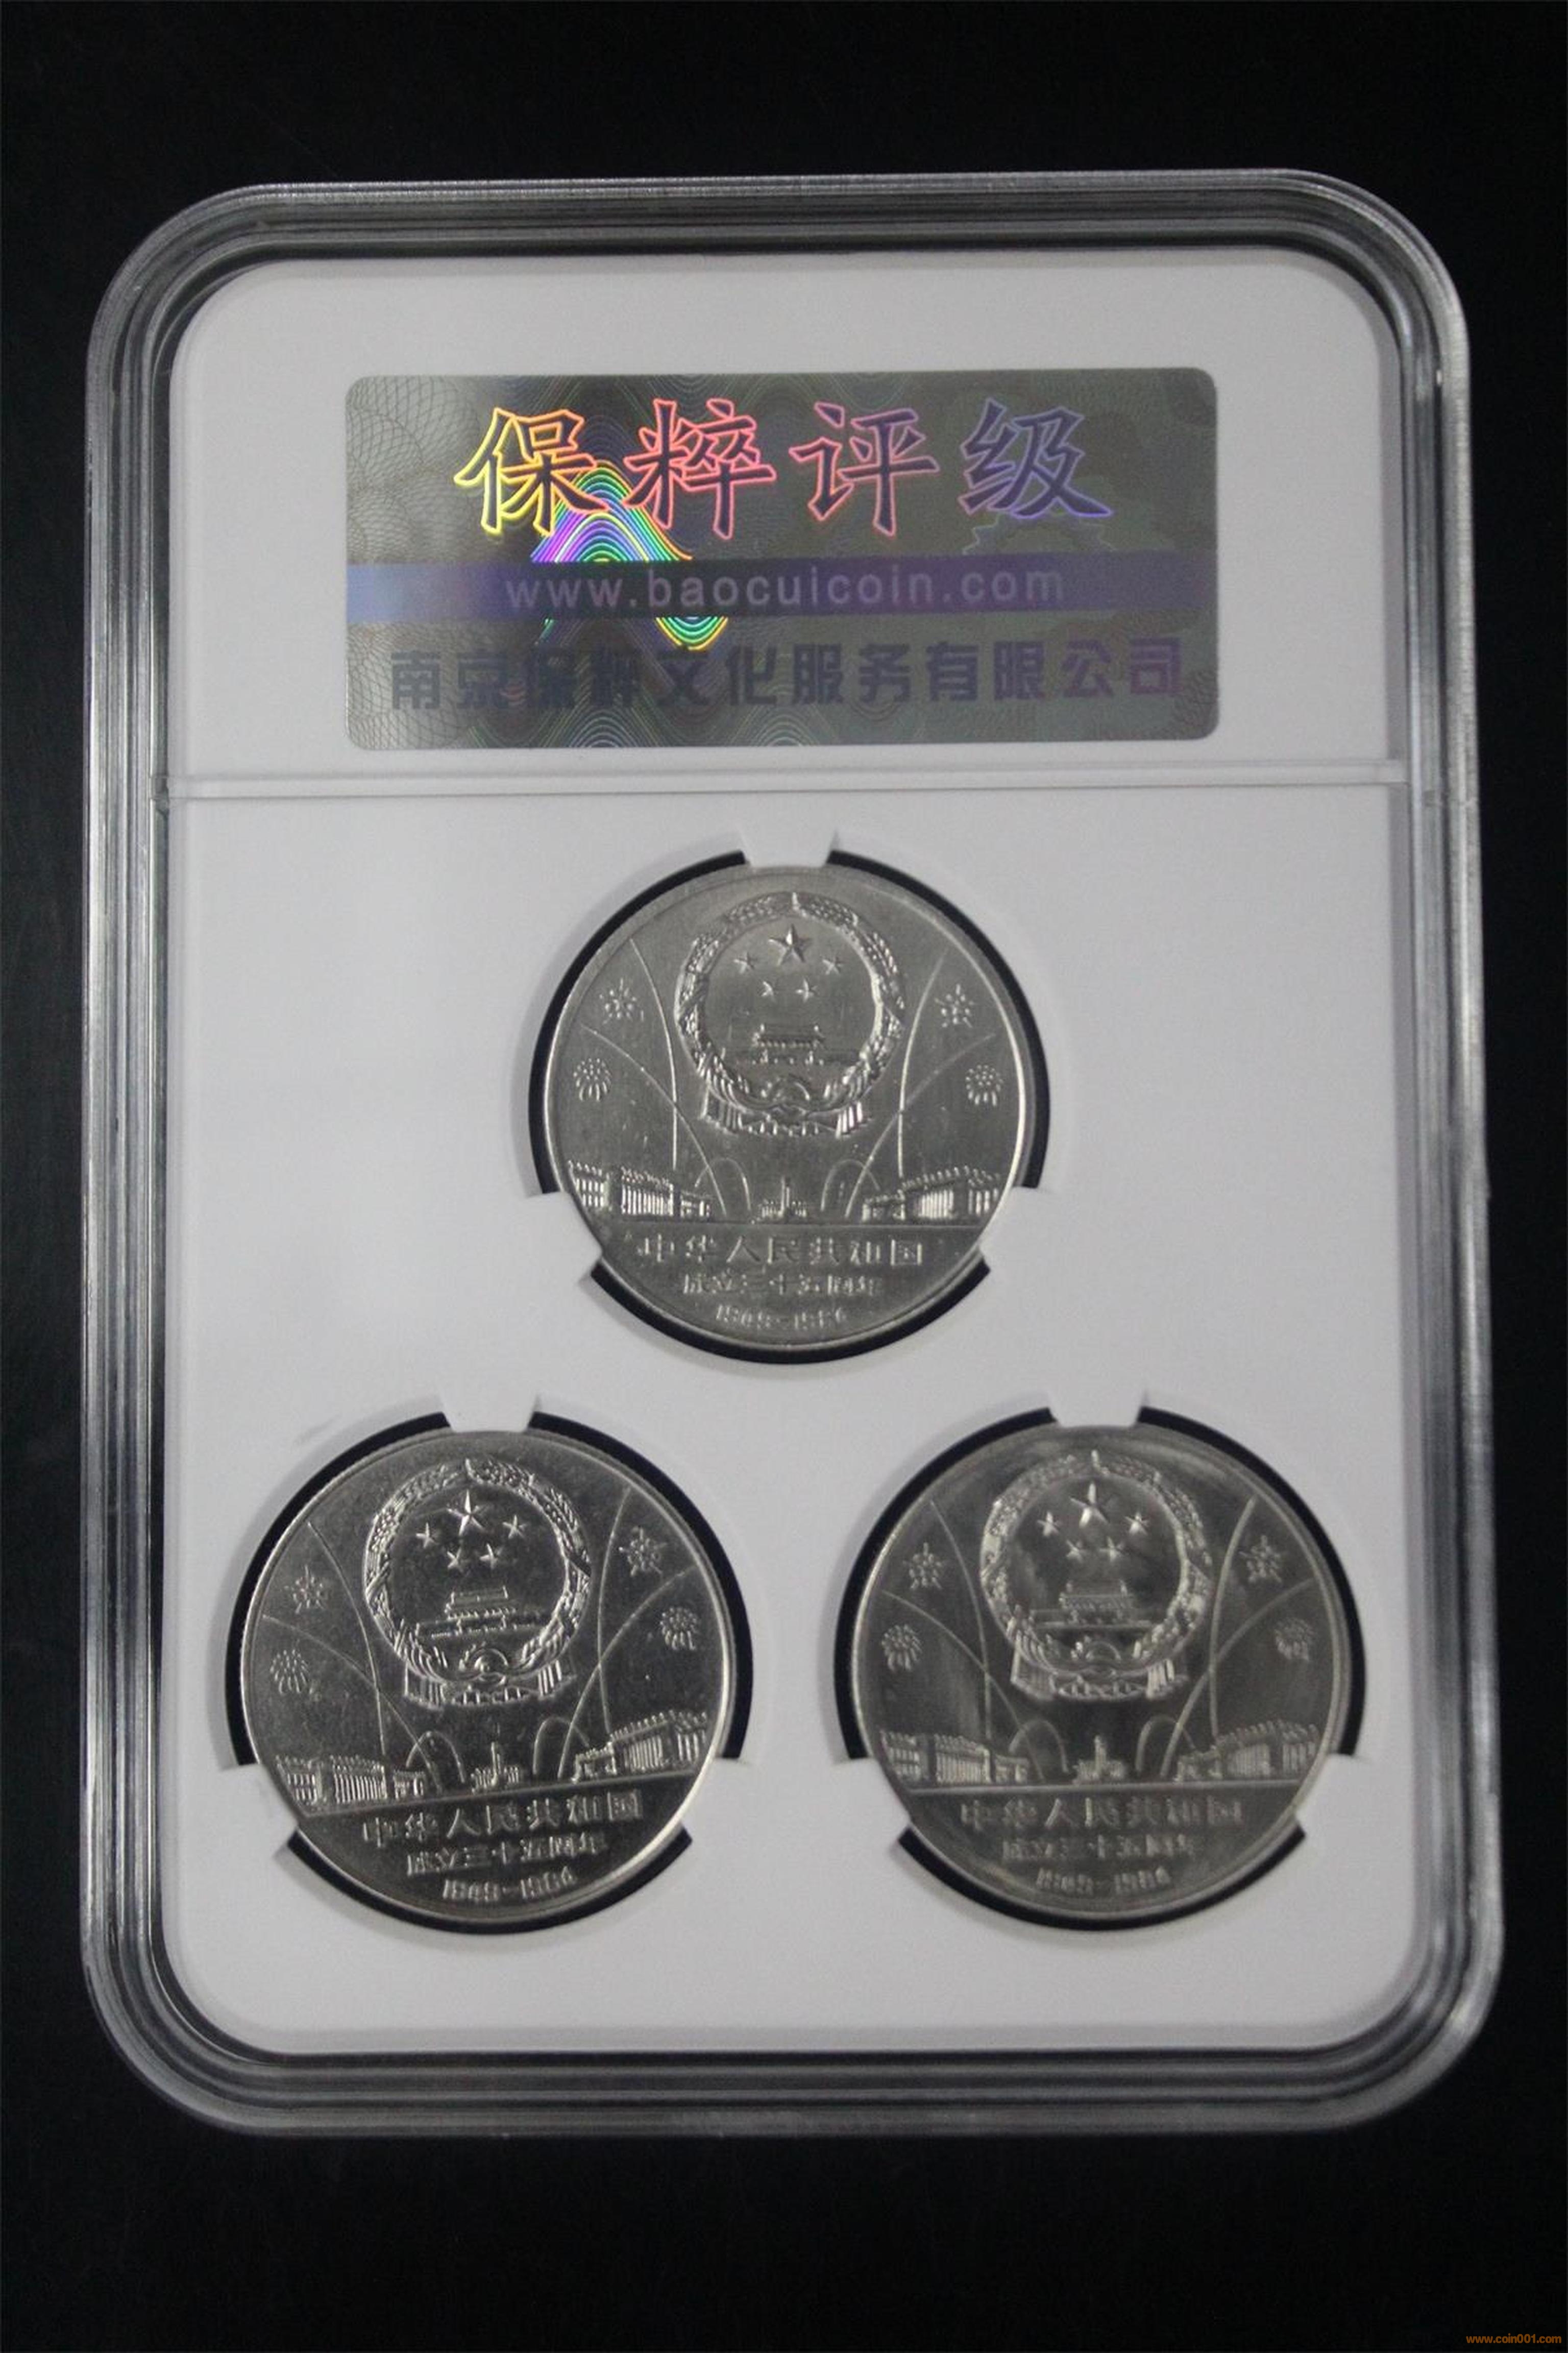 保粹评级
www.baocuicoin.com
南京保粹文化服务有限公司
中华人民共和国
成立三十五周年
1949-1984
中华人民共和国
成立三十五周年
1949-1984
中华人民共和国
成立三十五周年
1949-1984
www.coin001.com